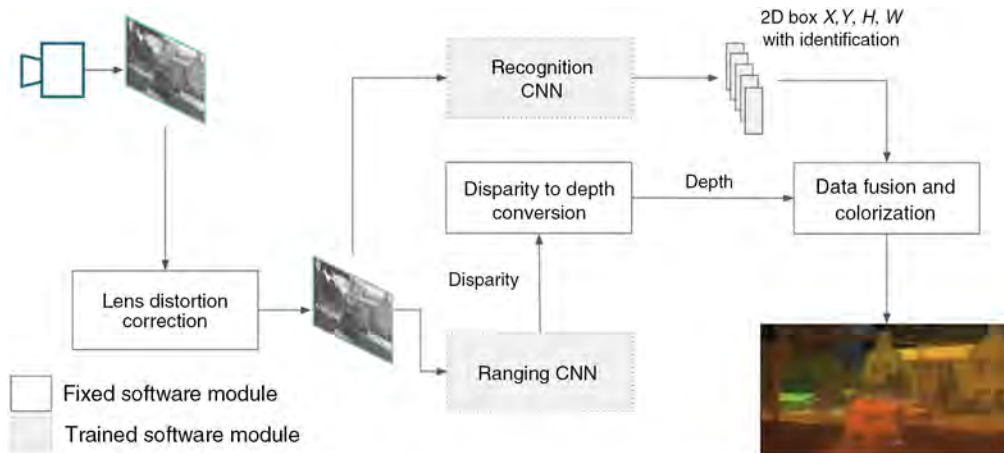 2D box X, Y, H, W
with identification
Recognition
CNN
Disparity to depth
conversion
Depth
Data fusion and
colorization
Disparity
Lens distortion
correction
Ranging CNN
Fixed software module
Trained software module